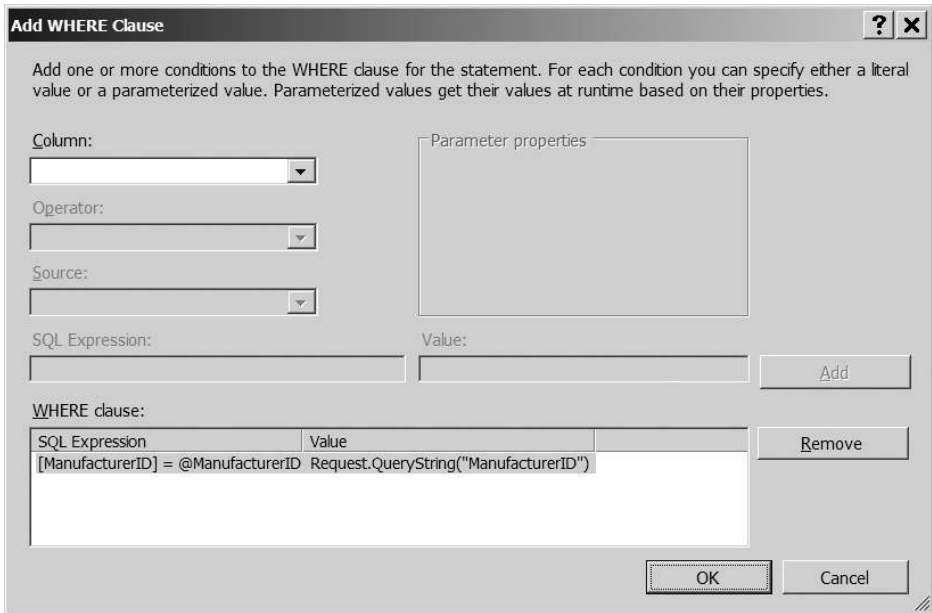 Add WHERE Clause
Add one or more conditions to the WHERE clause for the statement. For each condition you can specify either a literal
value or a parameterized value. Parameterized values get their values at runtime based on their properties.
Column:
Parameter properties
Operator:
Source:
SQL Expression:
Value:
Add
WHERE clause:
SQL Expression
Value
Remove
[ManufacturerID] = @ManufacturerID
Request.QueryString("ManufacturerID")
OK
Cancel